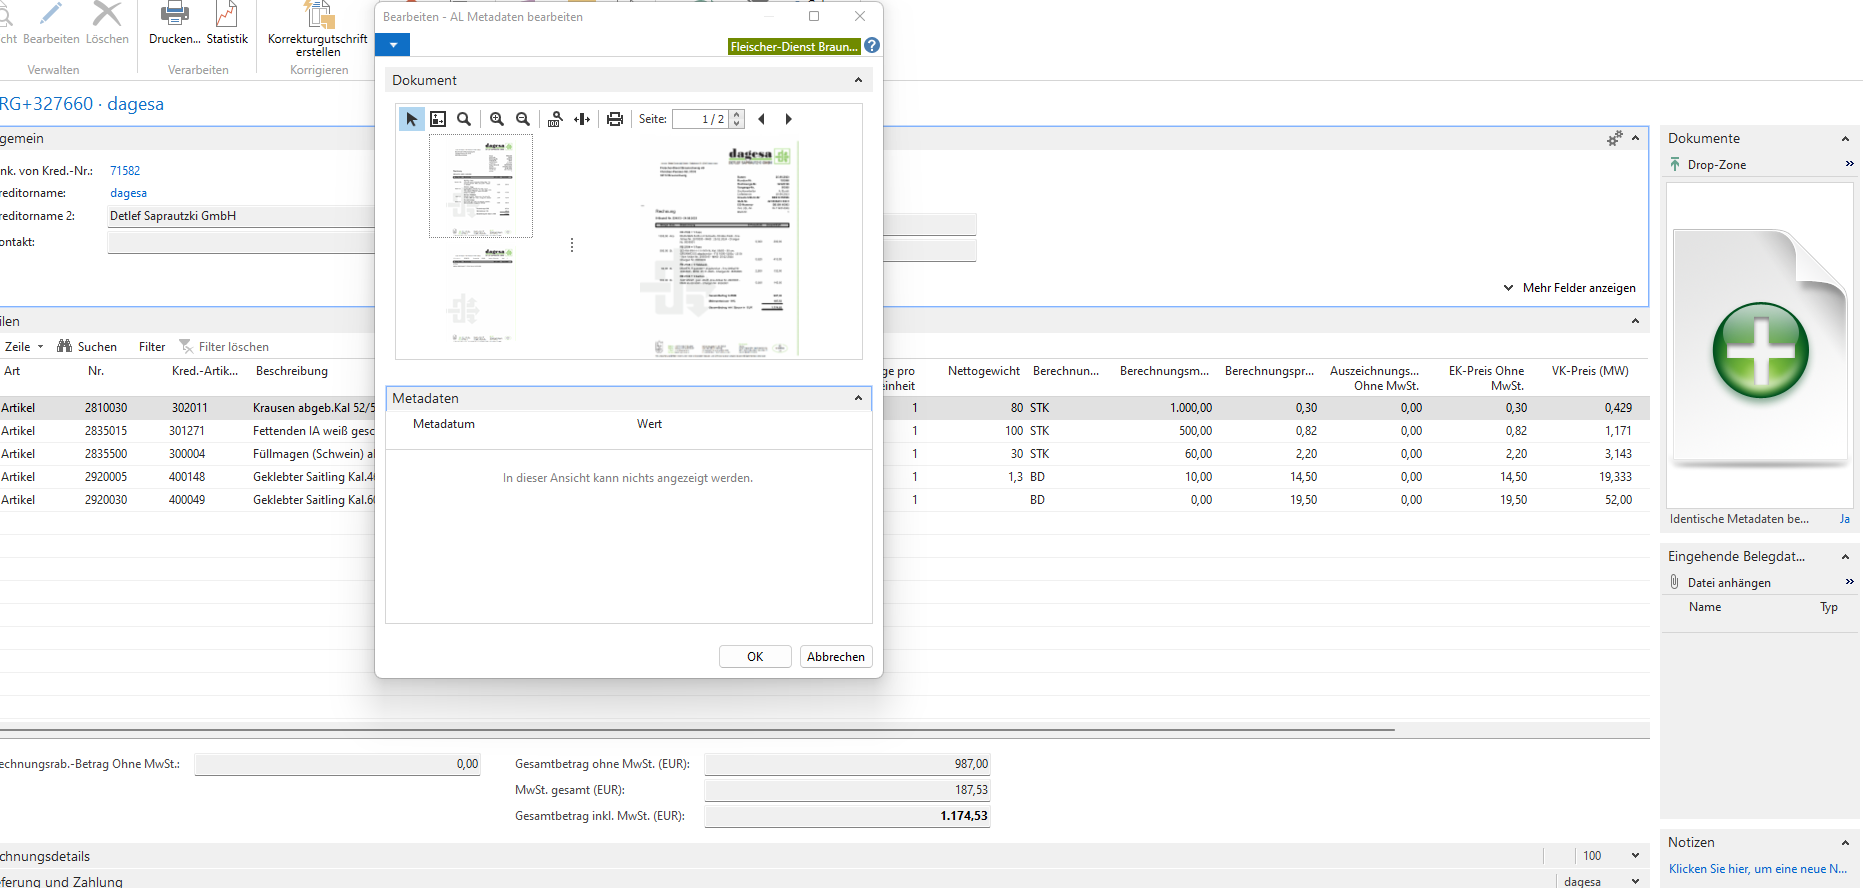 Bearbeiten - AL Metadaten bearbeiten
cht Bearbeiten Löschen
Drucken... Statistik
Korrekturgutschrift
erstellen
Verwalten
Verarbeiten
Korrigieren
Fleischer-Dienst Braun...
RG+327660 · dagesa
gemein
nk. von Kred.-Nr.: 71582
reditorname: dagesa
reditorname 2: Detlef Saprautzki GmbH
ontakt:
Mehr Felder anzeigen
Dokument
Seite: 1 / 2
dagesa
Rechnung
Metadaten
Metadatum Wert
In dieser Ansicht kann nichts angezeigt werden.
OK Abbrechen
ilen
Zeile Suchen Filter Filter löschen
Art Nr. Kred.-Artik... Beschreibung ge pro Nettogewicht Berechnun... Berechnungsm... Berechnungspr... Auszeichnungs... EK-Preis Ohne VK-Preis (MW)
einheit Ohne MwSt. MwSt.
Artikel 2810030 302011 Krausen abgeb.Kal 52/5 1 80 STK 1.000,00 0,30 0,00 0,30 0,429
Artikel 2835015 301271 Fettenden IA weiß gesc 1 100 STK 500,00 0,82 0,00 0,82 1,171
Artikel 2835500 300004 Füllmagen (Schwein) al 1 30 STK 60,00 2,20 0,00 2,20 3,143
Artikel 2920005 400148 Geklebter Saitling Kal.40 1 1,3 BD 10,00 14,50 0,00 14,50 19,333
Artikel 2920030 400049 Geklebter Saitling Kal.60 1 BD 0,00 19,50 0,00 19,50 52,00
echnungsrab.-Betrag Ohne MwSt.: 0,00
Gesamtbetrag ohne MwSt. (EUR): 987,00
MwSt. gesamt (EUR): 187,53
Gesamtbetrag inkl. MwSt. (EUR): 1.174,53
chnungsdetails 100
eferung und Zahlung dagesa
Dokumente
Drop-Zone
Identische Metadaten be... Ja
Eingehende Belegdat...
Datei anhängen
Name Typ
Notizen
Klicken Sie hier, um eine neue N...